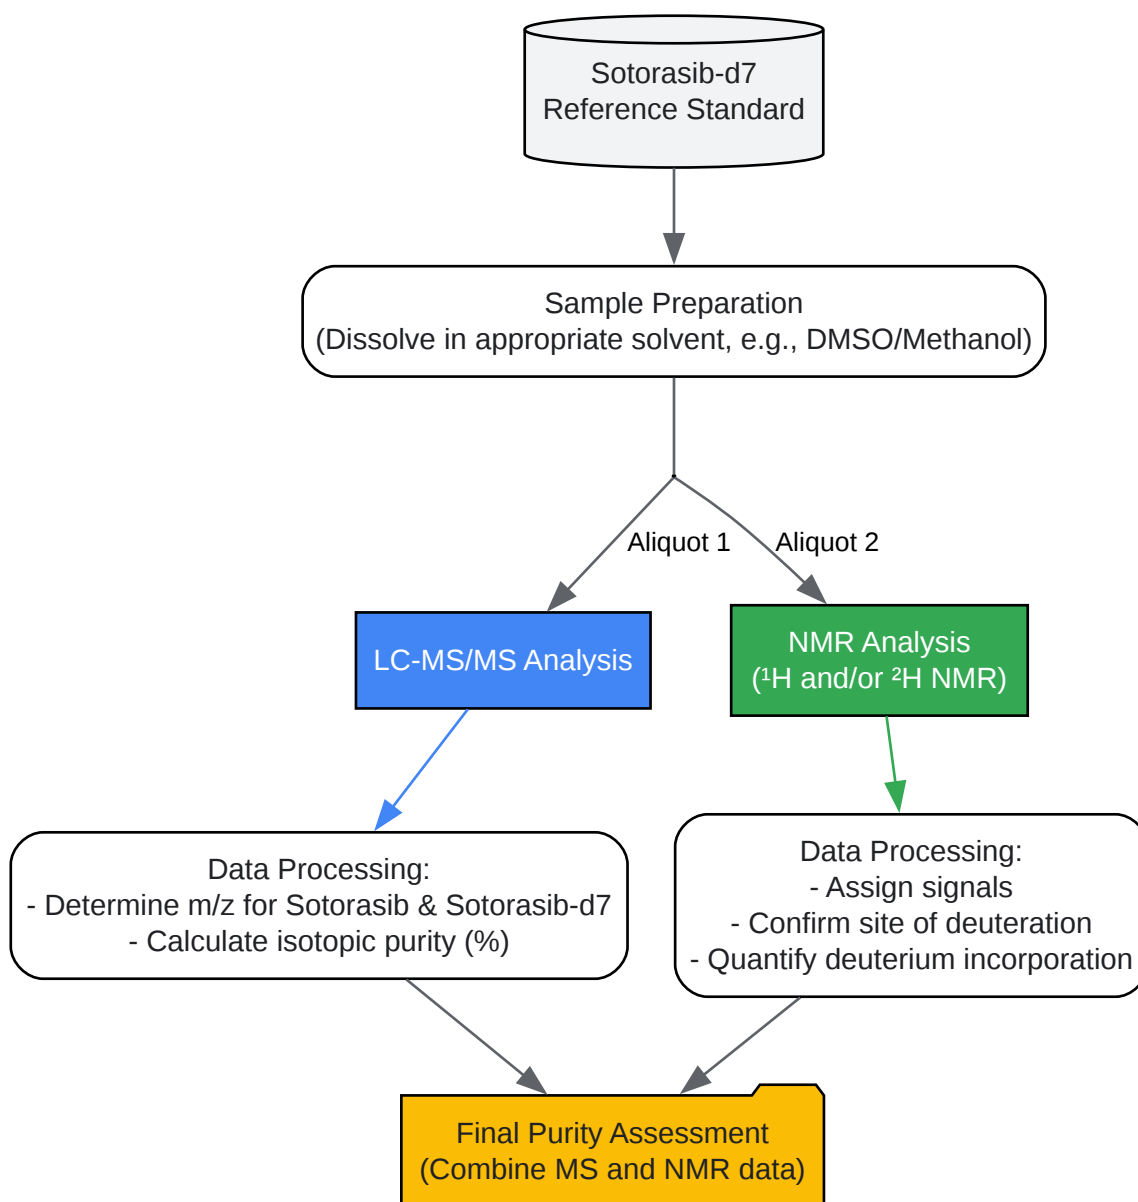 Sotorasib-d7
Reference Standard
Sample Preparation
(Dissolve in appropriate solvent, e.g., DMSO/Methanol)
Aliquot 1
Aliquot 2
LC-MS/MS Analysis
NMR Analysis
(¹H and/or ²H NMR)
Data Processing:
- Determine m/z for Sotorasib & Sotorasib-d7
- Calculate isotopic purity (%)
Data Processing:
- Assign signals
- Confirm site of deuteration
- Quantify deuterium incorporation
Final Purity Assessment
(Combine MS and NMR data)